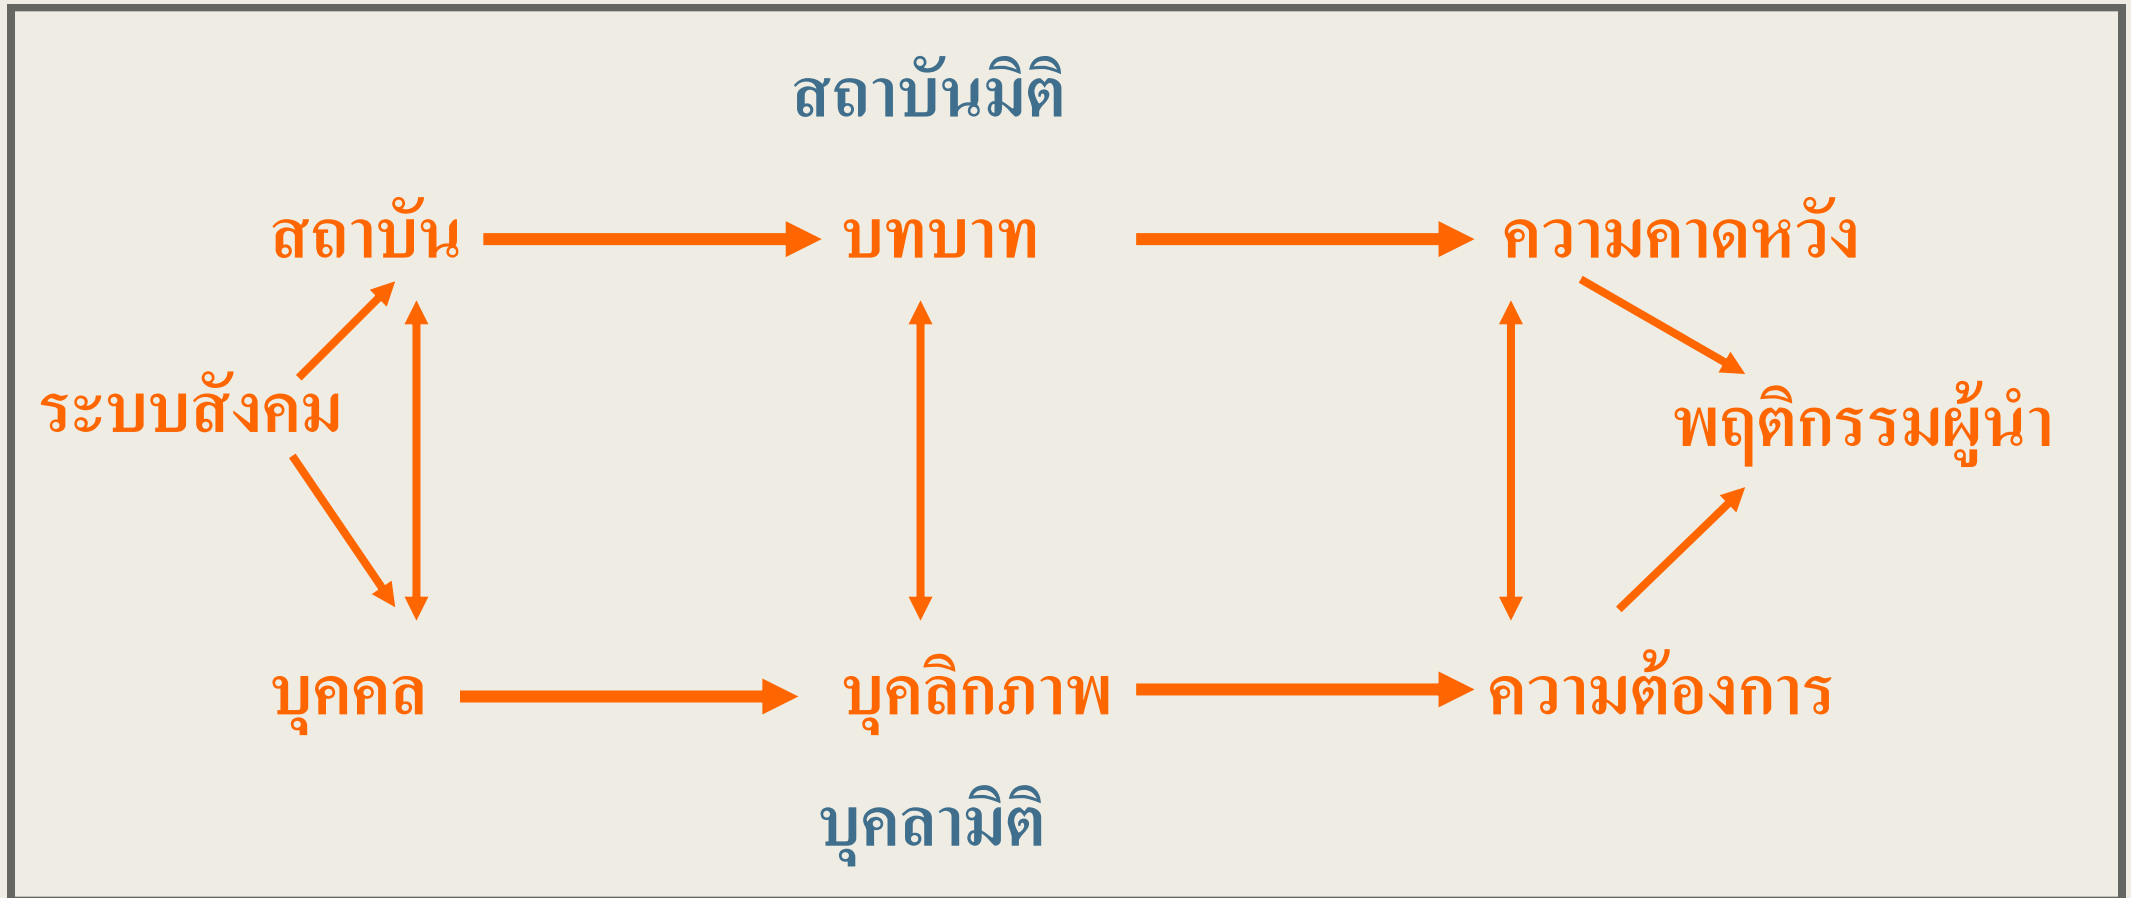 สถาบันมิติ
สถาบัน บทบาท ความคาดหวัง
ระบบสังคม พฤติกรรมผู้นำ
บุคคล บุคลิกภาพ ความต้องการ
บุคลามิติ